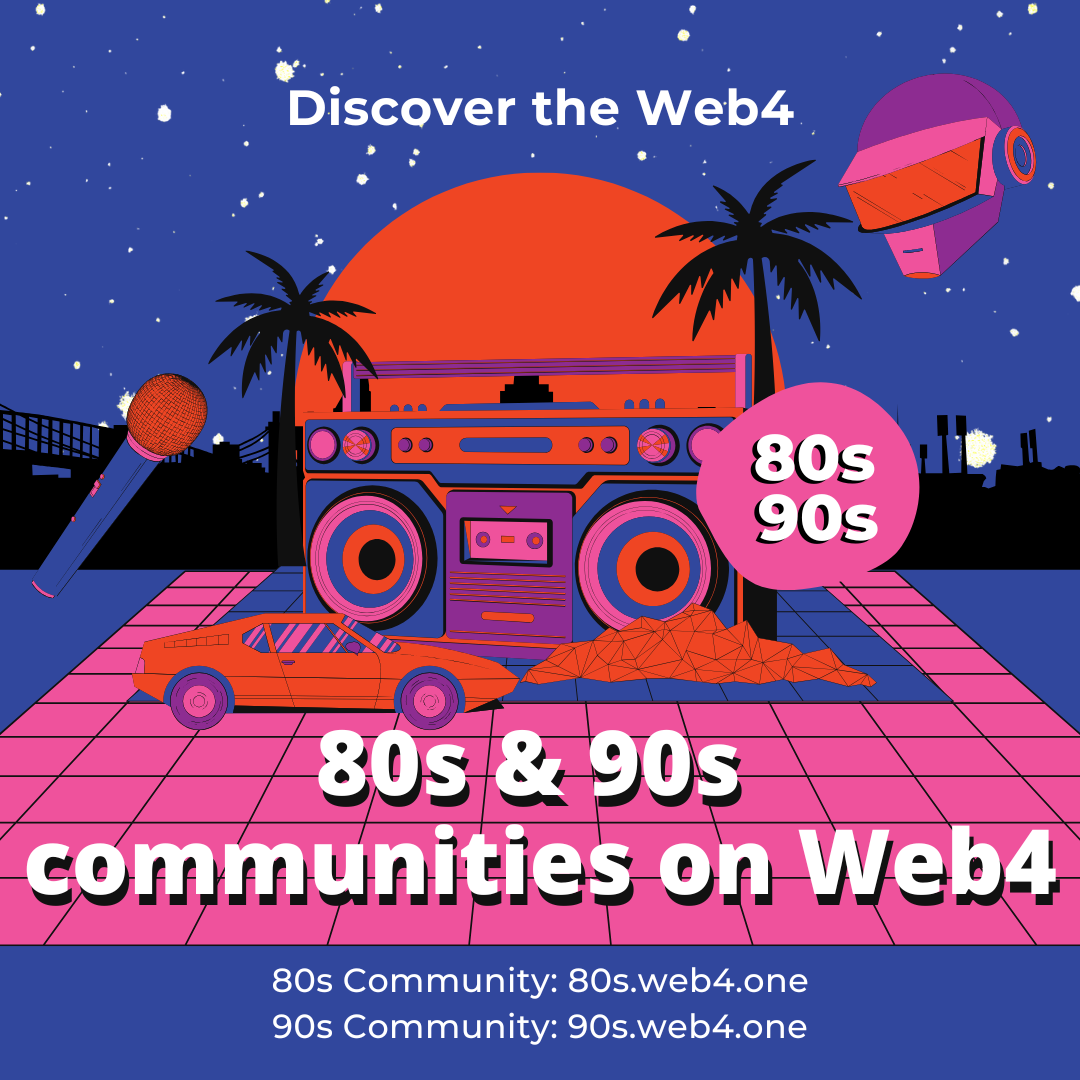 Discover the Web4
80s
90s
80s & 90s
communities on Web4
80s Community: 80s.web4.one
90s Community: 90s.web4.one